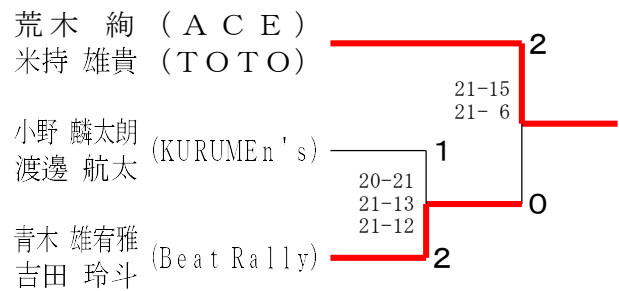 荒木 絢 (ACE)
米持 雄貴 (TOTO)
2
21-15
21- 6
小野 麟太朗
渡邊 航太
(KURUMEn's)
1
20-21
21-13
21-12
0
青木 雄宥雅
吉田 玲斗
(Beat Rally)
2